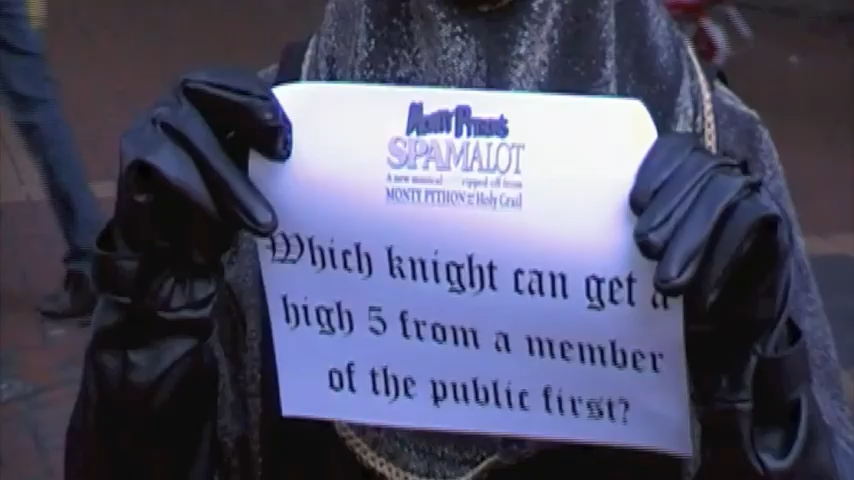 MONTY PYTHON'S
SPAMALOT
A new musical ripped off from
MONTY PYTHON and the Holy Grail
Which knight can get a
high 5 from a member
of the public first?